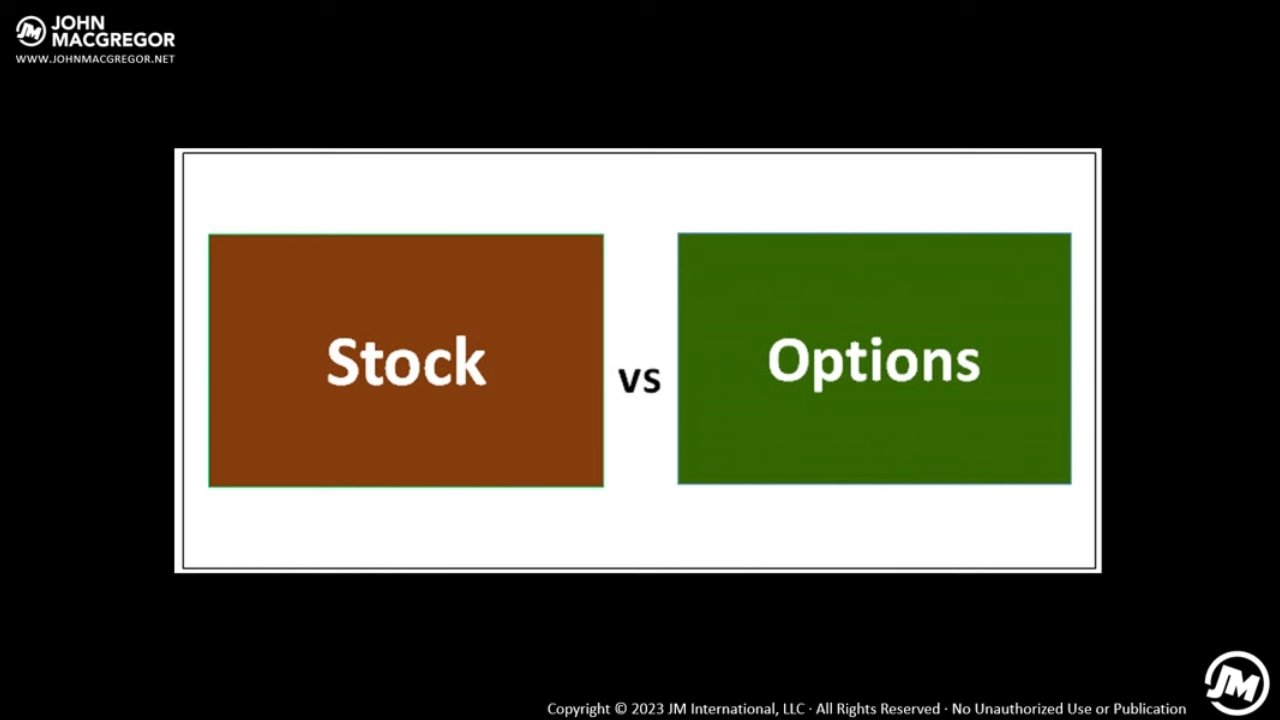 JOHN
MACGREGOR
WWW.JOHNMACGREGOR.NET
Stock
vs
Options
JM
Copyright © 2023 JM International, LLC · All Rights Reserved · No Unauthorized Use or Publication